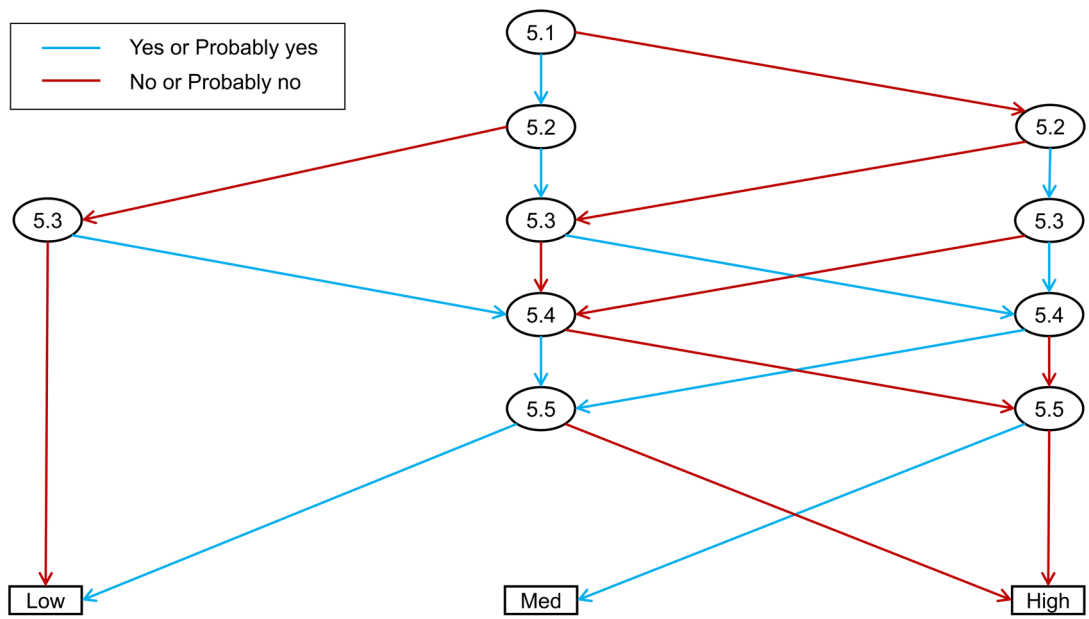 5.1
Yes or Probably yes
No or Probably no
5.2
5.2
5.3
5.3
5.3
5.4
5.4
5.5
5.5
Low
Med
High